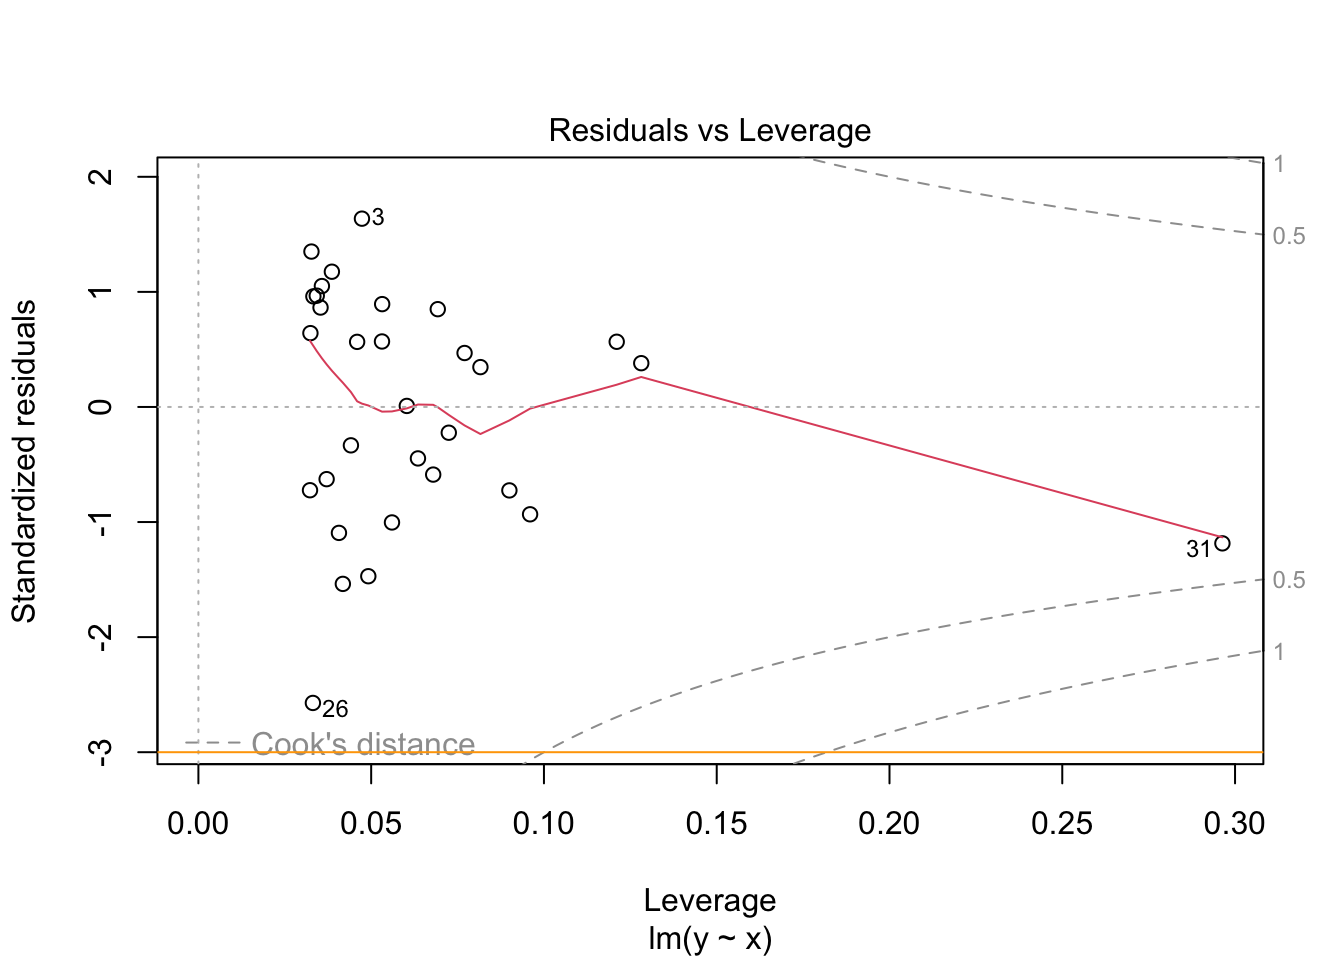 Residuals vs Leverage
Standardized residuals
2
1
0
-1
-2
-3
3
31
26
1
0.5
0.5
1
Cook's distance
0.00 0.05 0.10 0.15 0.20 0.25 0.30
Leverage
lm(y ~ x)